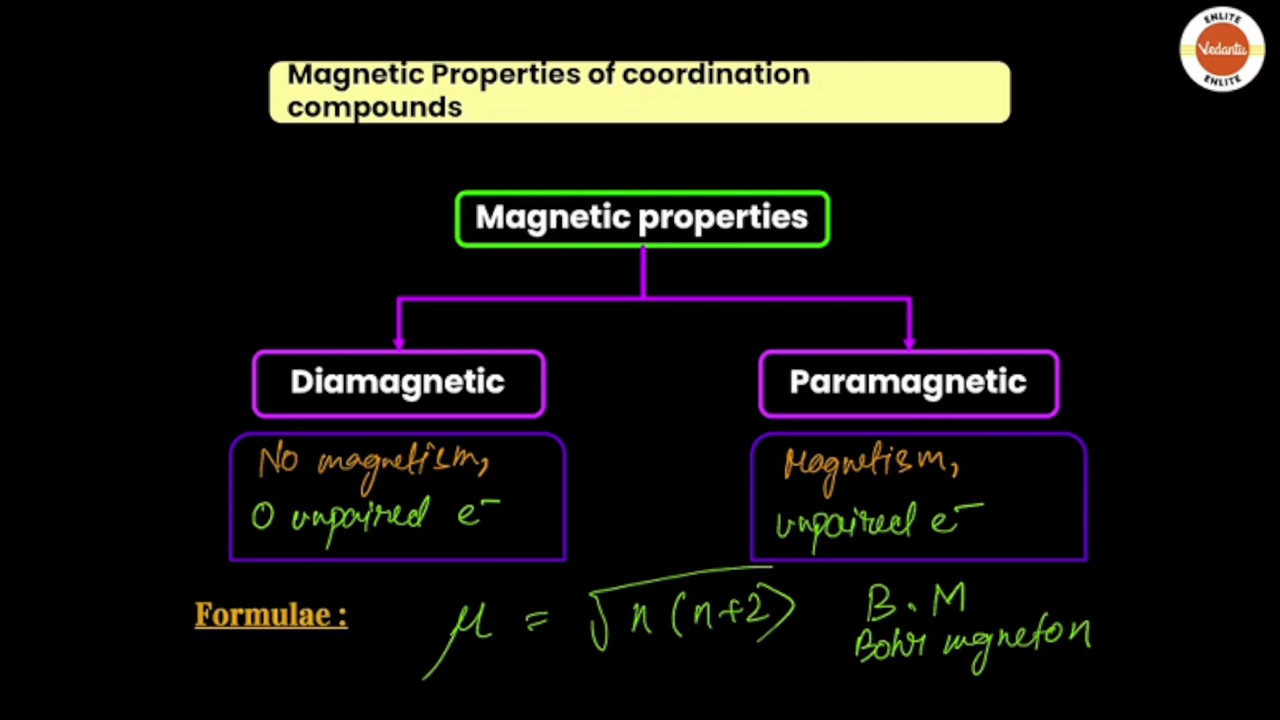 ENLITE
Vedantu
ENLITE
Magnetic Properties of coordination
compounds
Magnetic properties
Diamagnetic
Paramagnetic
No magnetism,
0 unpaired e⁻
Magnetism,
unpaired e⁻
Formulae :
μ = √n(n+2)
B.M
Bohr magneton